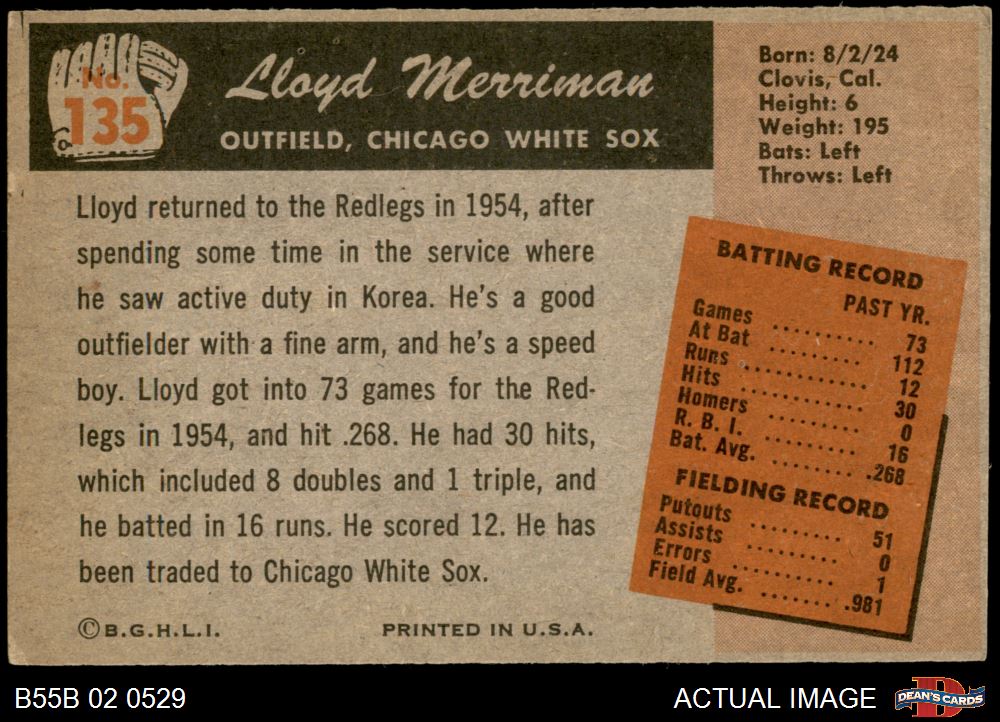 No.
135
Lloyd Merriman
OUTFIELD, CHICAGO WHITE SOX
Born: 8/2/24
Clovis, Cal.
Height: 6
Weight: 195
Bats: Left
Throws: Left
Lloyd returned to the Redlegs in 1954, after
spending some time in the service where
he saw active duty in Korea. He's a good
outfielder with a fine arm, and he's a speed
boy. Lloyd got into 73 games for the Red-
legs in 1954, and hit .268. He had 30 hits,
which included 8 doubles and 1 triple, and
he batted in 16 runs. He scored 12. He has
been traded to Chicago White Sox.
BATTING RECORD
PAST YR.
Games ........ 73
At Bat ......... 112
Runs .......... 12
Hits ........... 30
Homers ........ 0
R. B. I. ......... 16
Bat. Avg. ....... .268
FIELDING RECORD
Putouts ........ 51
Assists ........ 0
Errors ......... 1
Field Avg. ....... .981
©B.G.H.L.I. PRINTED IN U.S.A.
B55B 02 0529
ACTUAL IMAGE
DEAN'S CARDS